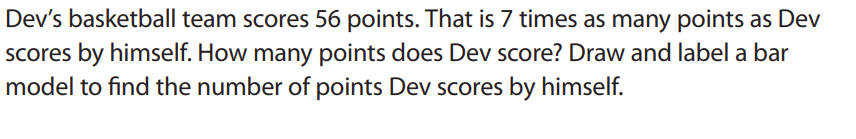 Dev’s basketball team scores 56 points. That is 7 times as many points as Dev
scores by himself. How many points does Dev score? Draw and label a bar
model to find the number of points Dev scores by himself.